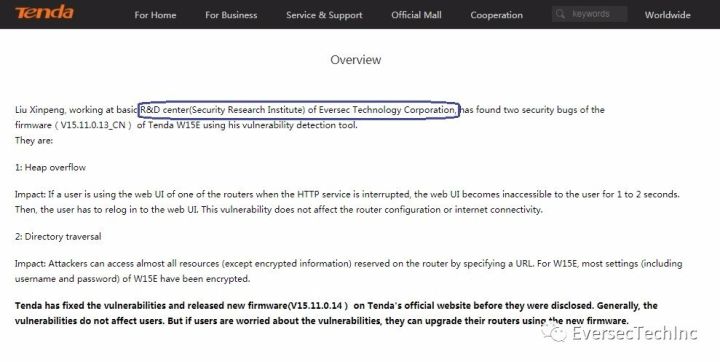 Tenda
For Home For Business Service & Support Official Mall Cooperation keywords Worldwide
Overview
Liu Xinpeng, working at basic R&D center(Security Research Institute) of Eversec Technology Corporation, has found two security bugs of the
firmware（V15.11.0.13_CN ）of Tenda W15E using his vulnerability detection tool.
They are:
1: Heap overflow
Impact: If a user is using the web UI of one of the routers when the HTTP service is interrupted, the web UI becomes inaccessible to the user for 1 to 2 seconds.
Then, the user has to relog in to the web UI. This vulnerability does not affect the router configuration or internet connectivity.
2: Directory traversal
Impact: Attackers can access almost all resources (except encrypted information) reserved on the router by specifying a URL. For W15E, most settings (including
username and password) of W15E have been encrypted.
Tenda has fixed the vulnerabilities and released new firmware(V15.11.0.14 ）on Tenda's official website before they were disclosed. Generally, the
vulnerabilities do not affect users. But if users are worried about the vulnerabilities, they can upgrade their routers using the new firmware.
EversecTechInc